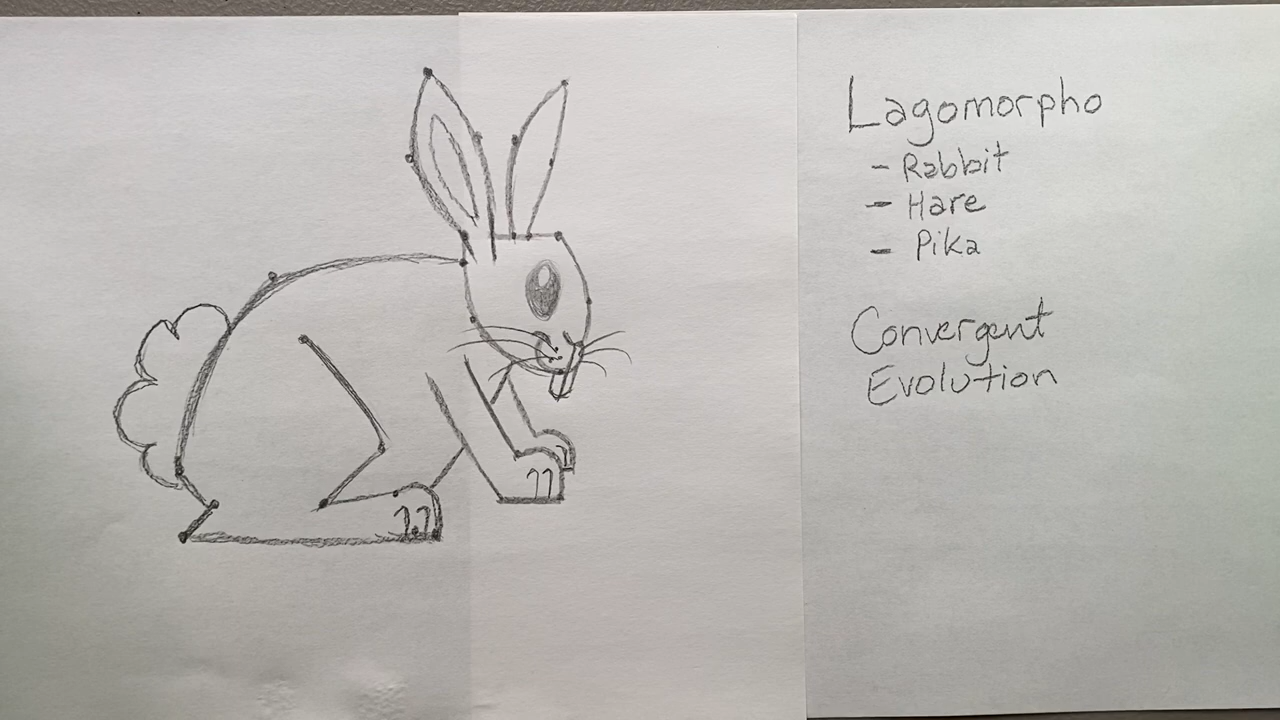 Lagomorpho
- Rabbit
- Hare
- Pika
Convergent
Evolution